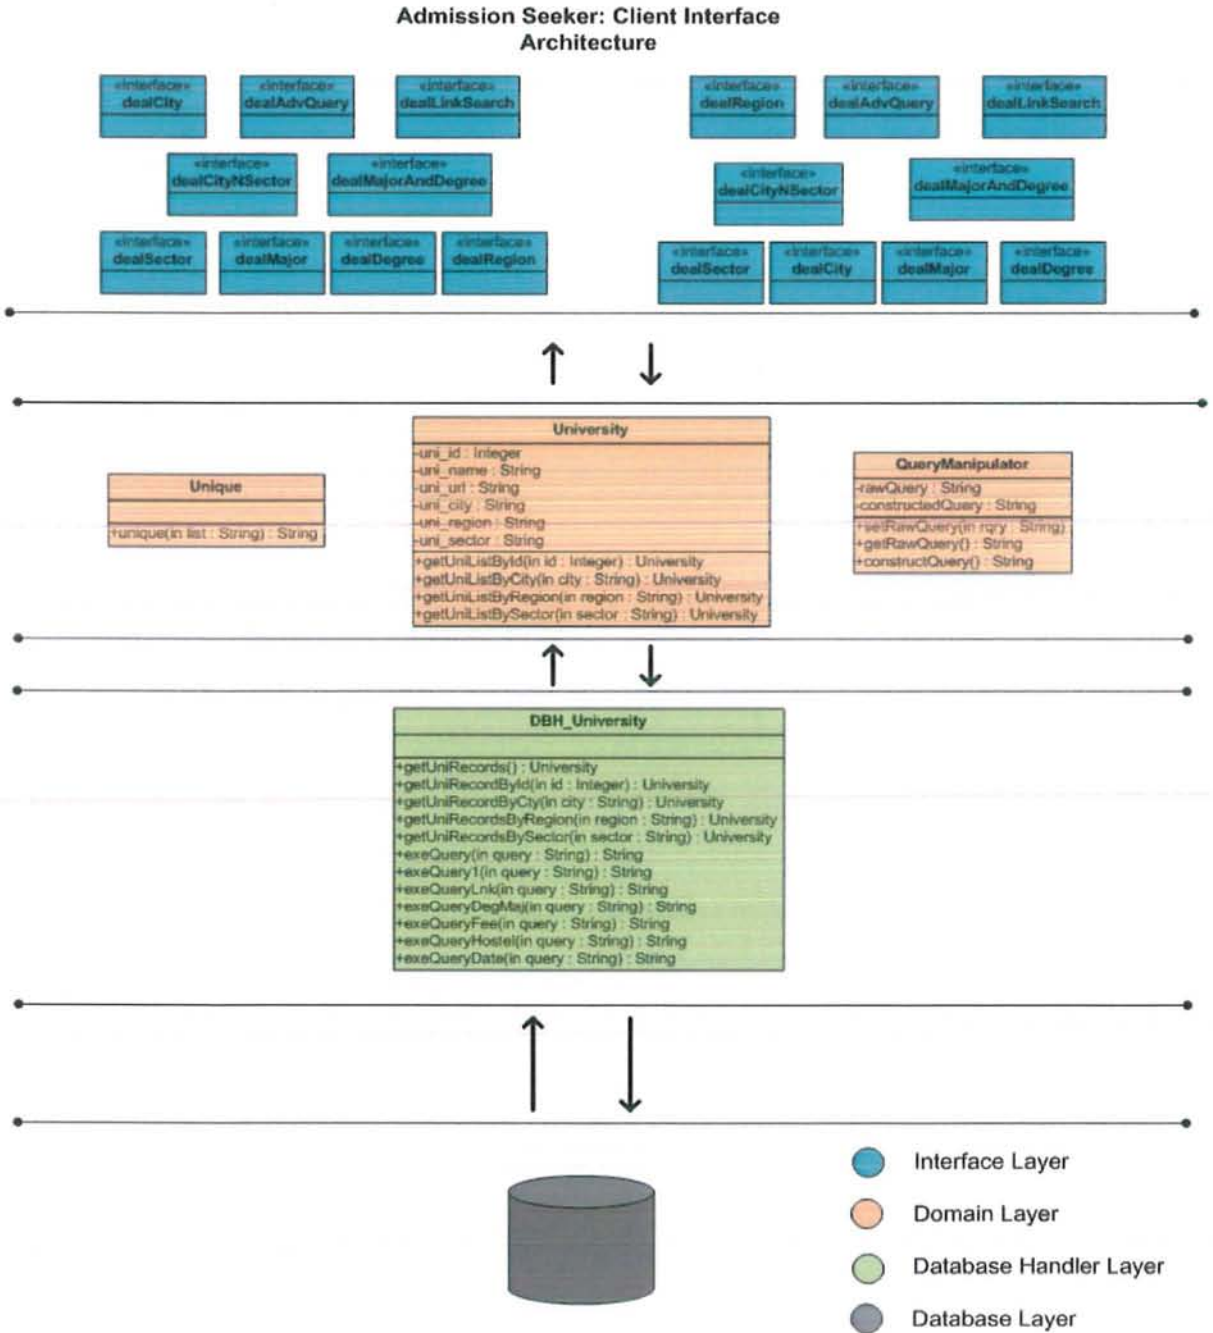 Admission Seeker: Client Interface
Architecture
«interface»
dealCity
«interface»
dealAdvQuery
«interface»
dealLinkSearch
«interface»
dealRegion
«interface»
dealAdvQuery
«interface»
dealLinkSearch
«interface»
dealCityNSector
«interface»
dealMajorAndDegree
«interface»
dealCityNSector
«interface»
dealMajorAndDegree
«interface»
dealSector
«interface»
dealMajor
«interface»
dealDegree
«interface»
dealRegion
«interface»
dealSector
«interface»
dealCity
«interface»
dealMajor
«interface»
dealDegree
Unique
+unique(in list : String) : String
University
-uni_id : Integer
-uni_name : String
-uni_url : String
-uni_city : String
-uni_region : String
-uni_sector : String
+getUniListById(in id : Integer) : University
+getUniListByCity(in city : String) : University
+getUniListByRegion(in region : String) : University
+getUniListBySector(in sector : String) : University
QueryManipulator
-rawQuery : String
-constructedQuery : String
+setRawQuery(in rqry : String)
+getRawQuery() : String
+constructQuery() : String
DBH_University
+getUniRecords() : University
+getUniRecordById(in id : Integer) : University
+getUniRecordByCty(in city : String) : University
+getUniRecordsByRegion(in region : String) : University
+getUniRecordsBySector(in sector : String) : University
+exeQuery(in query : String) : String
+exeQuery1(in query : String) : String
+exeQueryLnk(in query : String) : String
+exeQueryDegMaj(in query : String) : String
+exeQueryFee(in query : String) : String
+exeQueryHostel(in query : String) : String
+exeQueryDate(in query : String) : String
Interface Layer
Domain Layer
Database Handler Layer
Database Layer